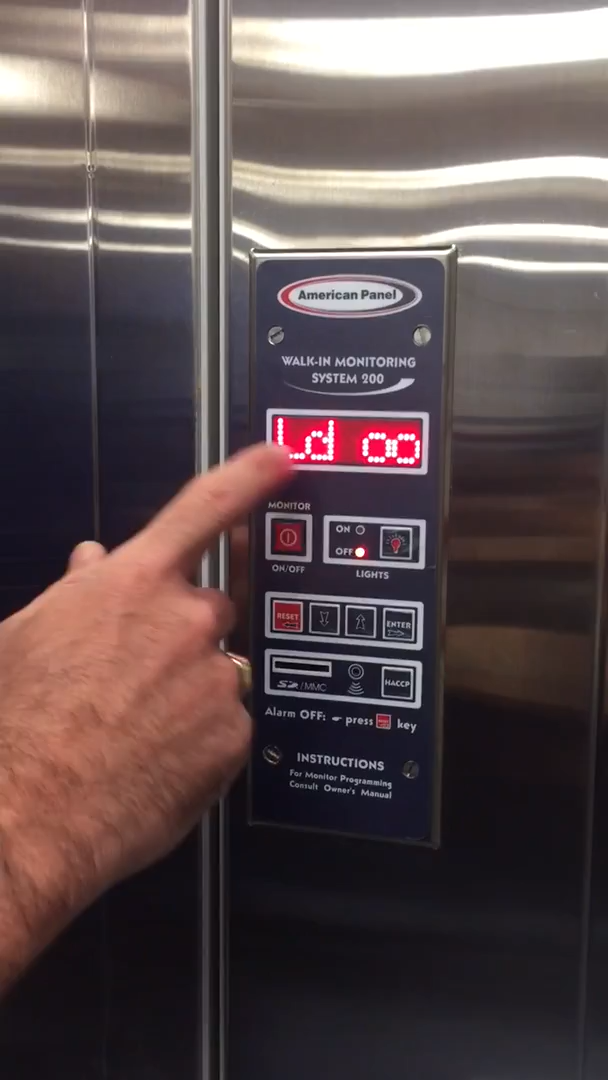 American Panel
WALK-IN MONITORING
SYSTEM 200
Ld oo
MONITOR
ON
OFF
ON/OFF
LIGHTS
RESET
ENTER
SD/MMC
HACCP
Alarm OFF: press key
INSTRUCTIONS
For Monitor Programming
Consult Owner's Manual